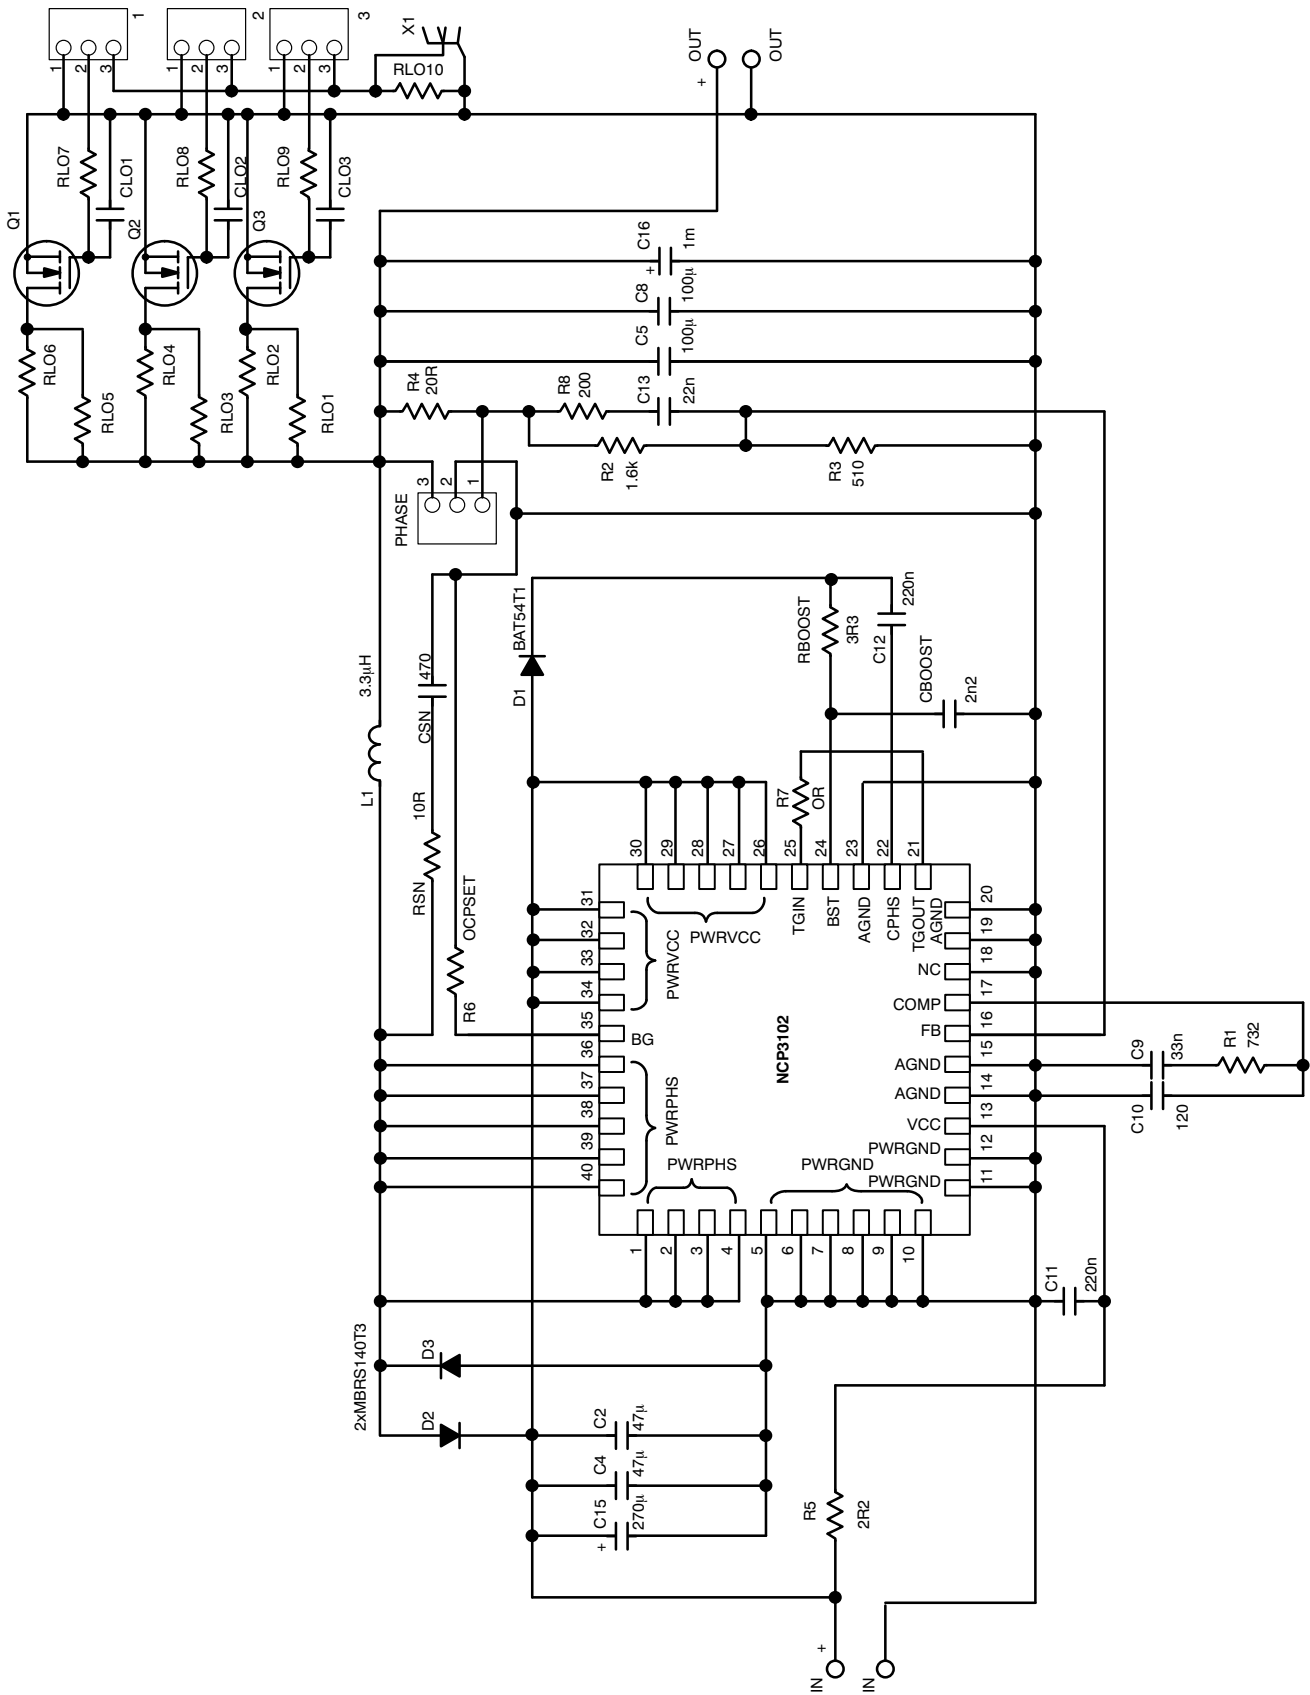 1
2
3
1
2
3
1
2
3
1
2
3
X1
RLO10
OUT
+
OUT
RLO7
CLO1
RLO8
CLO2
RLO9
CLO3
Q1
Q2
Q3
C16
+
1m
C8
100µ
C5
100µ
RLO6
RLO5
RLO4
RLO3
RLO2
RLO1
R4
20R
R8
200
C13
22n
R2
1.6k
R3
510
PHASE
3
2
1
3.3µH
L1
470
CSN
10R
RSN
OCPSET
R6
BAT54T1
D1
RBOOST
3R3
C12
220n
CBOOST
2n2
R7
OR
30
29
28
27
26
25
24
23
22
21
PWRVCC
TGIN
BST
AGND
CPHS
TGOUT
31
32
33
34
35
36
37
38
39
40
PWRVCC
BG
PWRPHS
NCP3102
AGND
NC
COMP
FB
AGND
AGND
VCC
PWRGND
PWRGND
20
19
18
17
16
15
14
13
12
11
PWRPHS
PWRGND
1
2
3
4
5
6
7
8
9
10
C9
33n
R1
732
C10
120
C11
220n
2xMBRS140T3
D3
D2
C2
47µ
C4
47µ
C15
+
270µ
R5
2R2
IN
+
IN